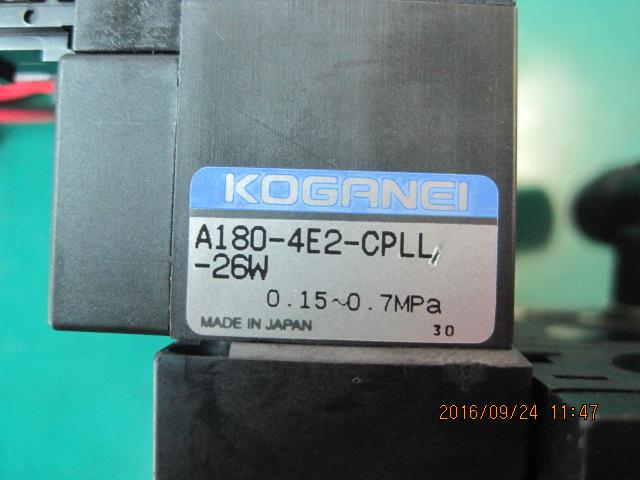 KOGANEI
A180-4E2-CPLL
-26W
0.15~0.7MPa
MADE IN JAPAN 30
2016/09/24 11:47